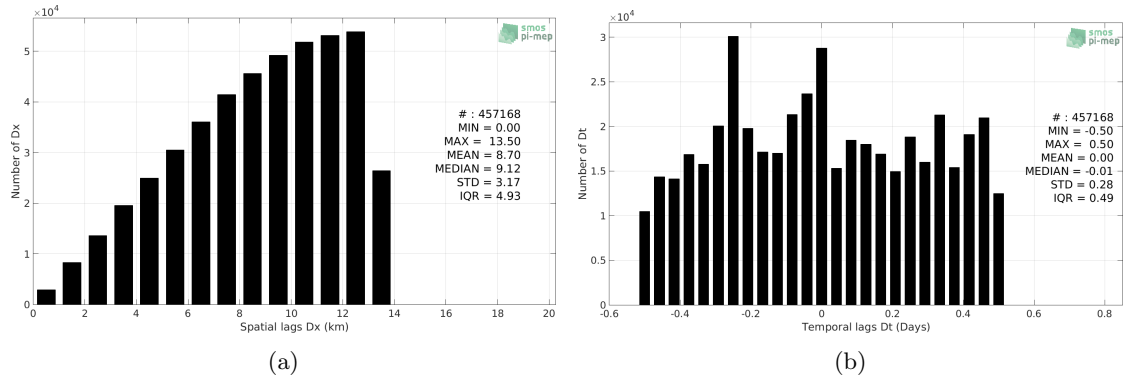 ×10⁴
smos
pi-mep
5
4
3
2
1
0
Number of Dx
# : 457168
MIN = 0.00
MAX = 13.50
MEAN = 8.70
MEDIAN = 9.12
STD = 3.17
IQR = 4.93
0 2 4 6 8 10 12 14 16 18 20
Spatial lags Dx (km)
(a)
×10⁴
smos
pi-mep
3
2.5
2
1.5
1
0.5
0
Number of Dt
# : 457168
MIN = -0.50
MAX = 0.50
MEAN = 0.00
MEDIAN = -0.01
STD = 0.28
IQR = 0.49
-0.6 -0.4 -0.2 0 0.2 0.4 0.6 0.8
Temporal lags Dt (Days)
(b)